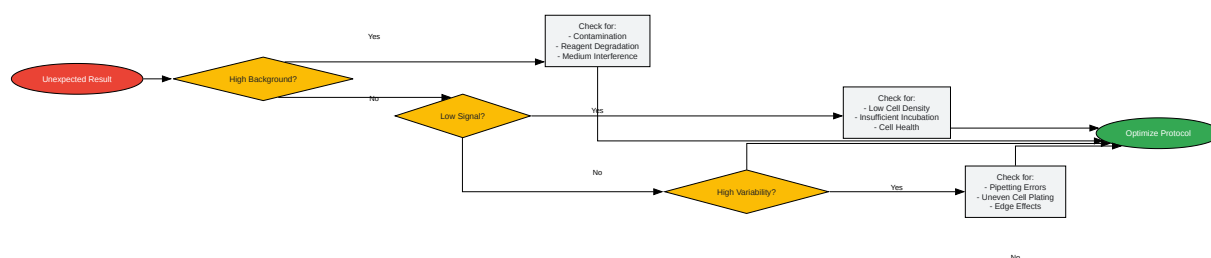 Unexpected Result
High Background?
Yes
No
Check for:
- Contamination
- Reagent Degradation
- Medium Interference
Low Signal?
Yes
No
Check for:
- Low Cell Density
- Insufficient Incubation
- Cell Health
High Variability?
Yes
No
Check for:
- Pipetting Errors
- Uneven Cell Plating
- Edge Effects
Optimize Protocol